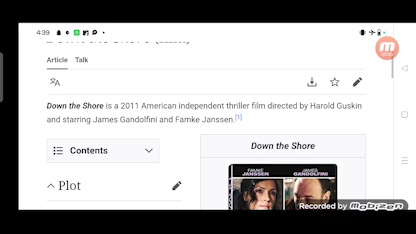 4:39
Article Talk
Down the Shore is a 2011 American independent thriller film directed by Harold Guskin
and starring James Gandolfini and Famke Janssen.[1]
Contents
Down the Shore
Plot
FAMKE JANSSEN
JAMES GANDOLFINI
Recorded by MOBIZEN